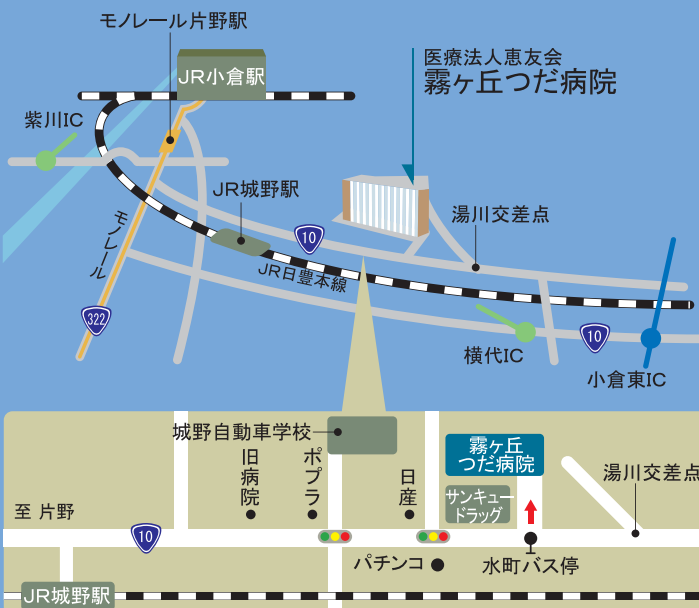 モノレール片野駅
医療法人恵友会
霧ヶ丘つだ病院
JR小倉駅
紫川IC
JR城野駅
湯川交差点
10
モノレール
JR日豊本線
322
10
横代IC
小倉東IC
城野自動車学校
霧ヶ丘
つだ病院
旧病院
ポプラ
日産
湯川交差点
サンキュー
ドラッグ
至 片野
10
パチンコ
水町バス停
JR城野駅